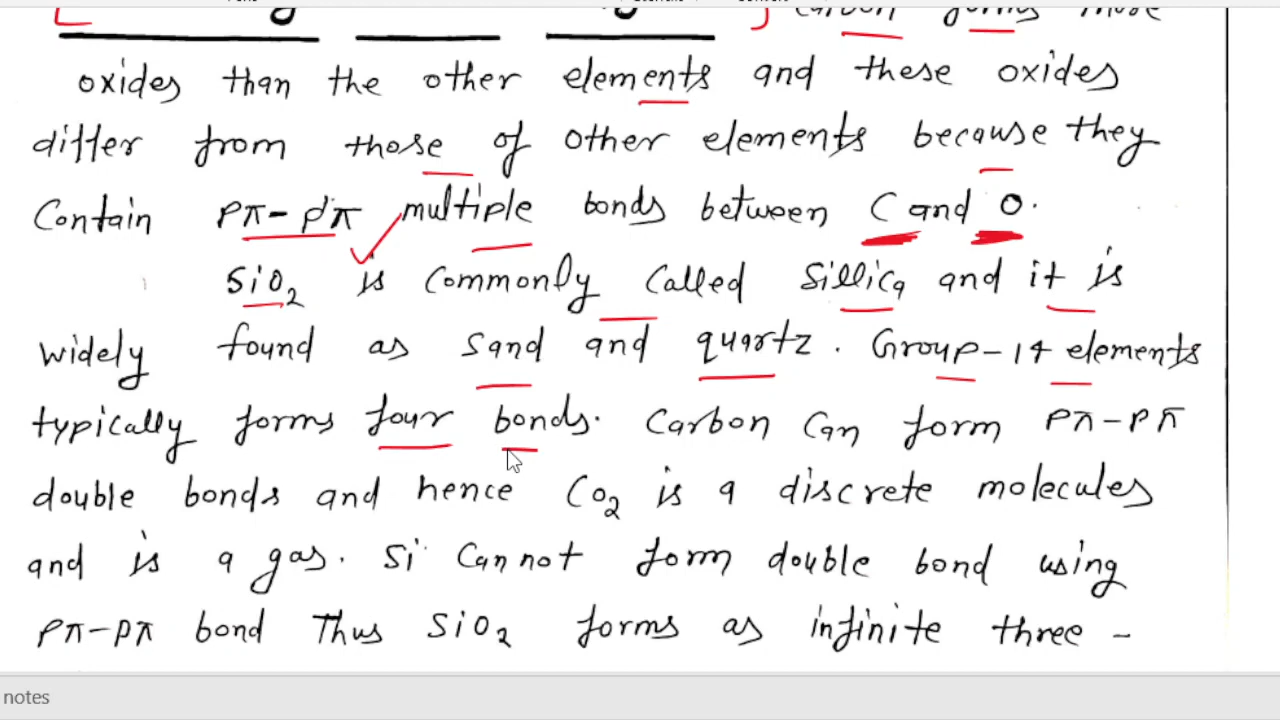 carbon forms more
oxides than the other elements and these oxides
differ from those of other elements because they
Contain pπ-pπ multiple bonds between C and O.
SiO2 is commonly called Sillica and it is
widely found as sand and quartz. Group-14 elements
typically forms four bonds. Carbon can form pπ-pπ
double bonds and hence CO2 is a discrete molecules
and is a gas. Si cannot form double bond using
pπ-pπ bond Thus SiO2 forms as infinite three-
notes